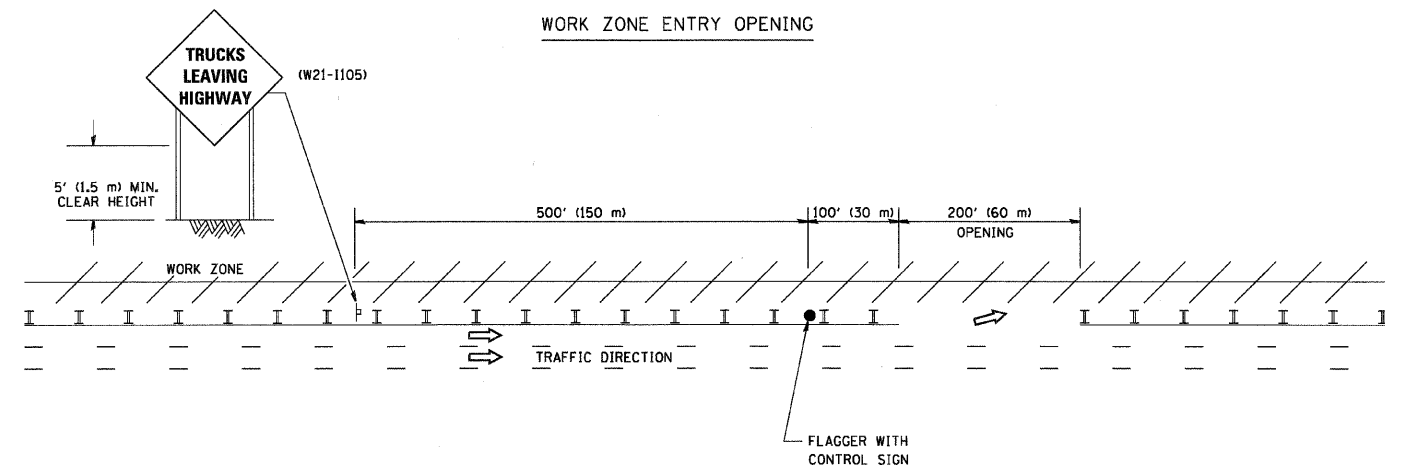 WORK ZONE ENTRY OPENING
TRUCKS
LEAVING
HIGHWAY
(W21-I105)
5' (1.5 m) MIN.
CLEAR HEIGHT
500' (150 m)
100' (30 m)
200' (60 m)
OPENING
WORK ZONE
TRAFFIC DIRECTION
FLAGGER WITH
CONTROL SIGN